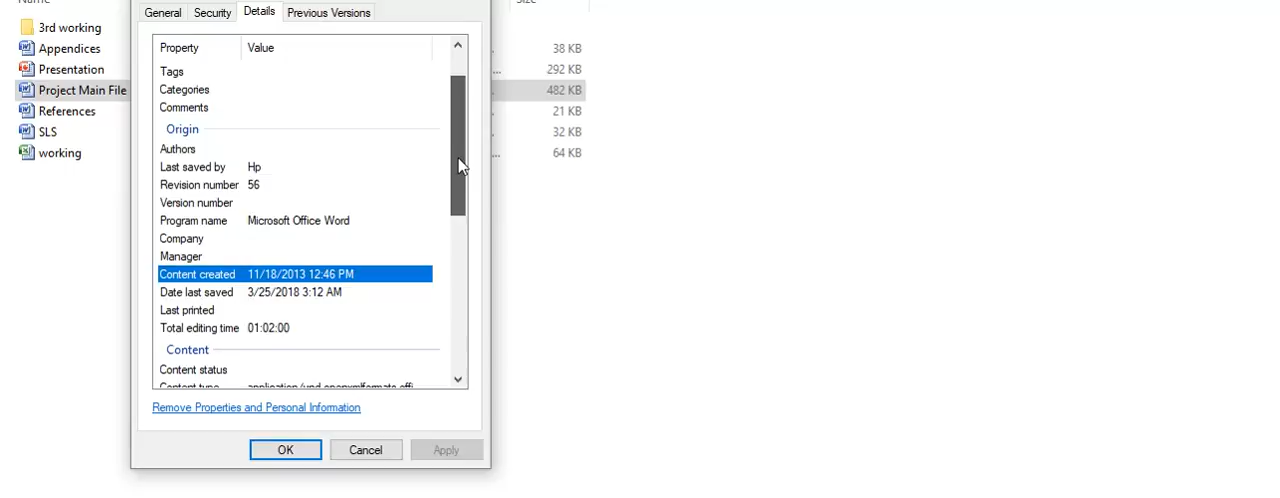 General Security Details Previous Versions
3rd working
Appendices 38 KB
Presentation ... 292 KB
Project Main File 482 KB
References 21 KB
SLS 32 KB
working ... 64 KB
Property Value
Tags
Categories
Comments
Origin
Authors
Last saved by Hp
Revision number 56
Version number
Program name Microsoft Office Word
Company
Manager
Content created 11/18/2013 12:46 PM
Date last saved 3/25/2018 3:12 AM
Last printed
Total editing time 01:02:00
Content
Content status
Content type
Remove Properties and Personal Information
OK Cancel Apply